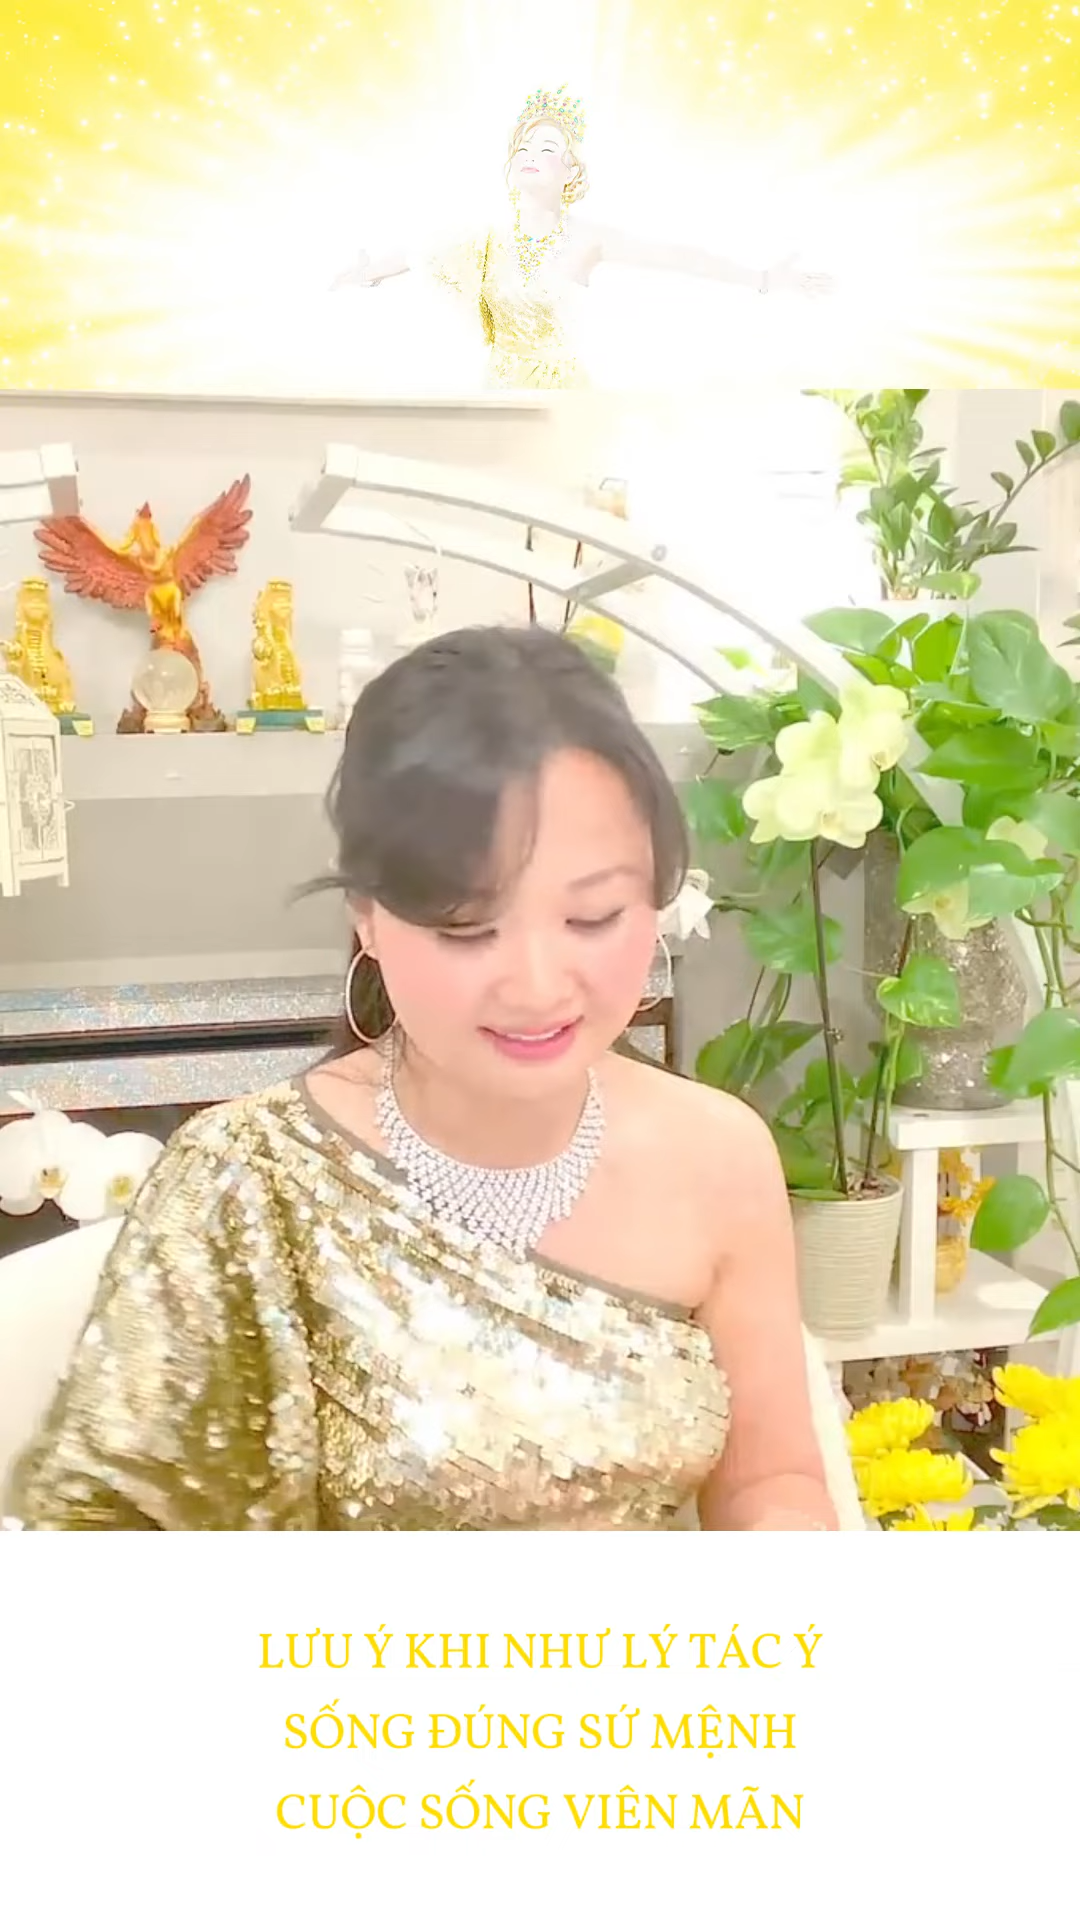 LƯU Ý KHI NHƯ LÝ TÁC Ý
SỐNG ĐÚNG SỨ MỆNH
CUỘC SỐNG VIÊN MÃN